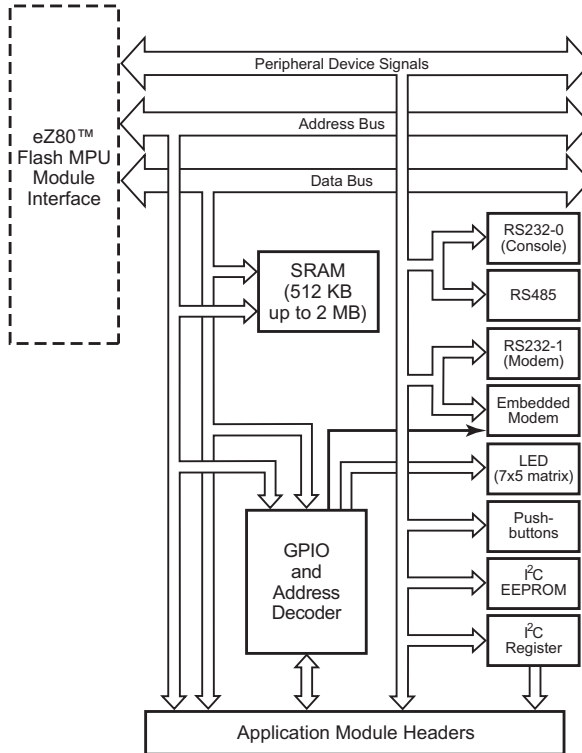 Peripheral Device Signals
Address Bus
Data Bus
eZ80™
Flash MPU
Module
Interface
SRAM
(512 KB
up to 2 MB)
RS232-0
(Console)
RS485
RS232-1
(Modem)
Embedded
Modem
LED
(7x5 matrix)
Push-
buttons
I²C
EEPROM
I²C
Register
GPIO
and
Address
Decoder
Application Module Headers